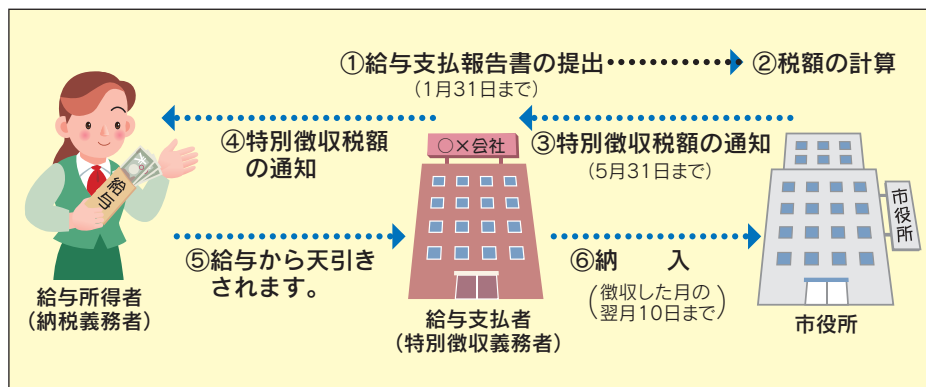 ①給与支払報告書の提出
(1月31日まで)
②税額の計算
④特別徴収税額
の通知
○×会社
③特別徴収税額の通知
(5月31日まで)
給与
市役所
⑤給与から天引き
されます。
⑥納　入
(徴収した月の
翌月10日まで)
給与所得者
(納税義務者)
給与支払者
(特別徴収義務者)
市役所